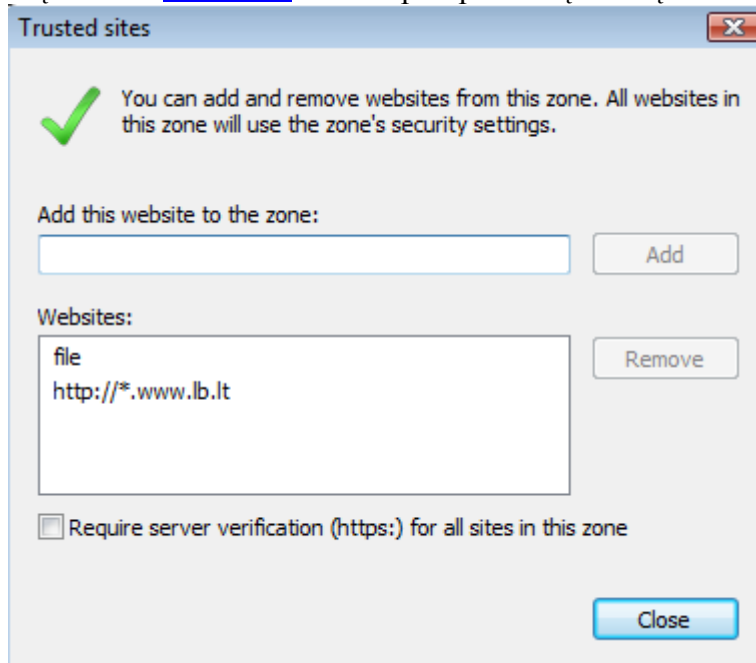 Trusted sites
You can add and remove websites from this zone. All websites in
this zone will use the zone's security settings.
Add this website to the zone:
Add
Websites:
file
http://*.www.lb.lt
Remove
Require server verification (https:) for all sites in this zone
Close